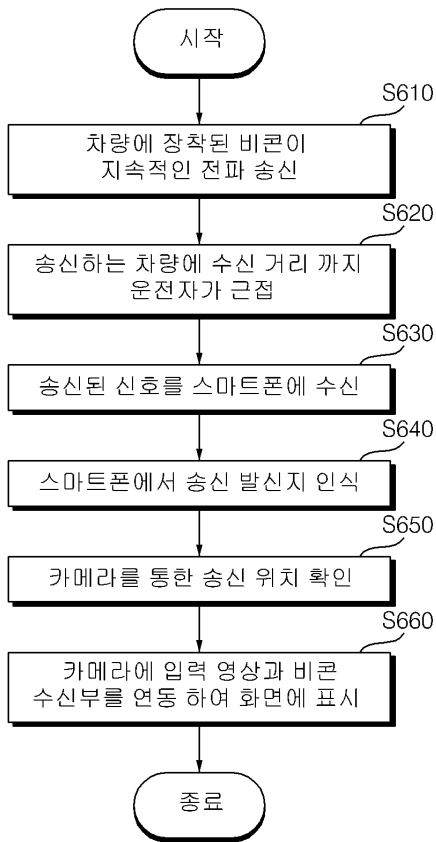 시작
S610
차량에 장착된 비콘이
지속적인 전파 송신
S620
송신하는 차량에 수신 거리 까지
운전자가 근접
S630
송신된 신호를 스마트폰에 수신
S640
스마트폰에서 송신 발신지 인식
S650
카메라를 통한 송신 위치 확인
S660
카메라에 입력 영상과 비콘
수신부를 연동 하여 화면에 표시
종료